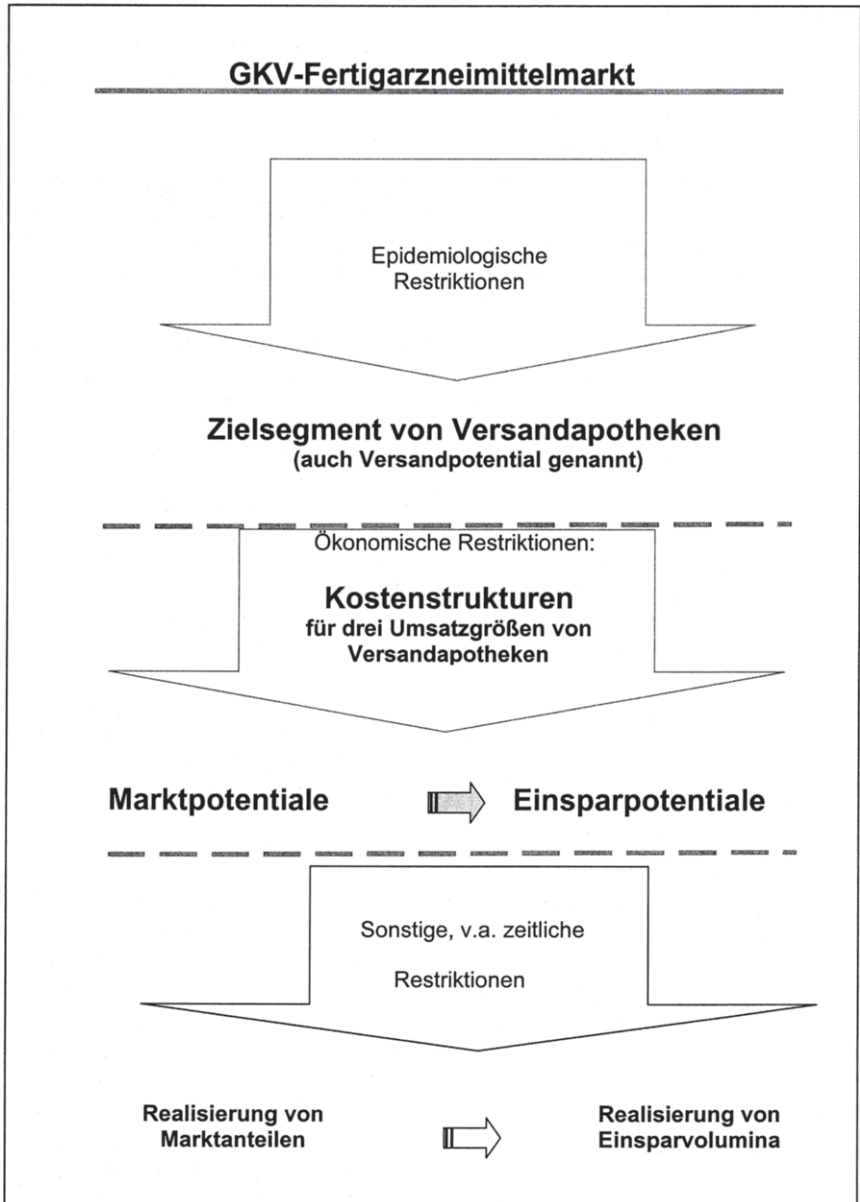 GKV-Fertigarzneimittelmarkt
Epidemiologische
Restriktionen
Zielsegment von Versandapotheken
(auch Versandpotential genannt)
Ökonomische Restriktionen:
Kostenstrukturen
für drei Umsatzgrößen von
Versandapotheken
Marktpotentiale
Einsparpotentiale
Sonstige, v.a. zeitliche
Restriktionen
Realisierung von
Marktanteilen
Realisierung von
Einsparvolumina